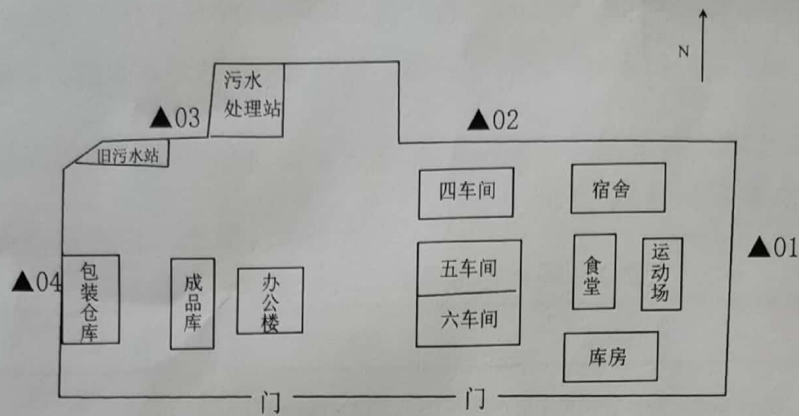 N
污水
处理站
▲03
▲02
旧污水站
四车间
宿舍
▲01
▲04
包装仓库
成品库
办公楼
五车间
六车间
食堂
运动场
库房
门
门